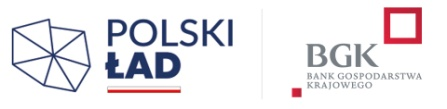 POLSKI
ŁAD
BGK
BANK GOSPODARSTWA
KRAJOWEGO